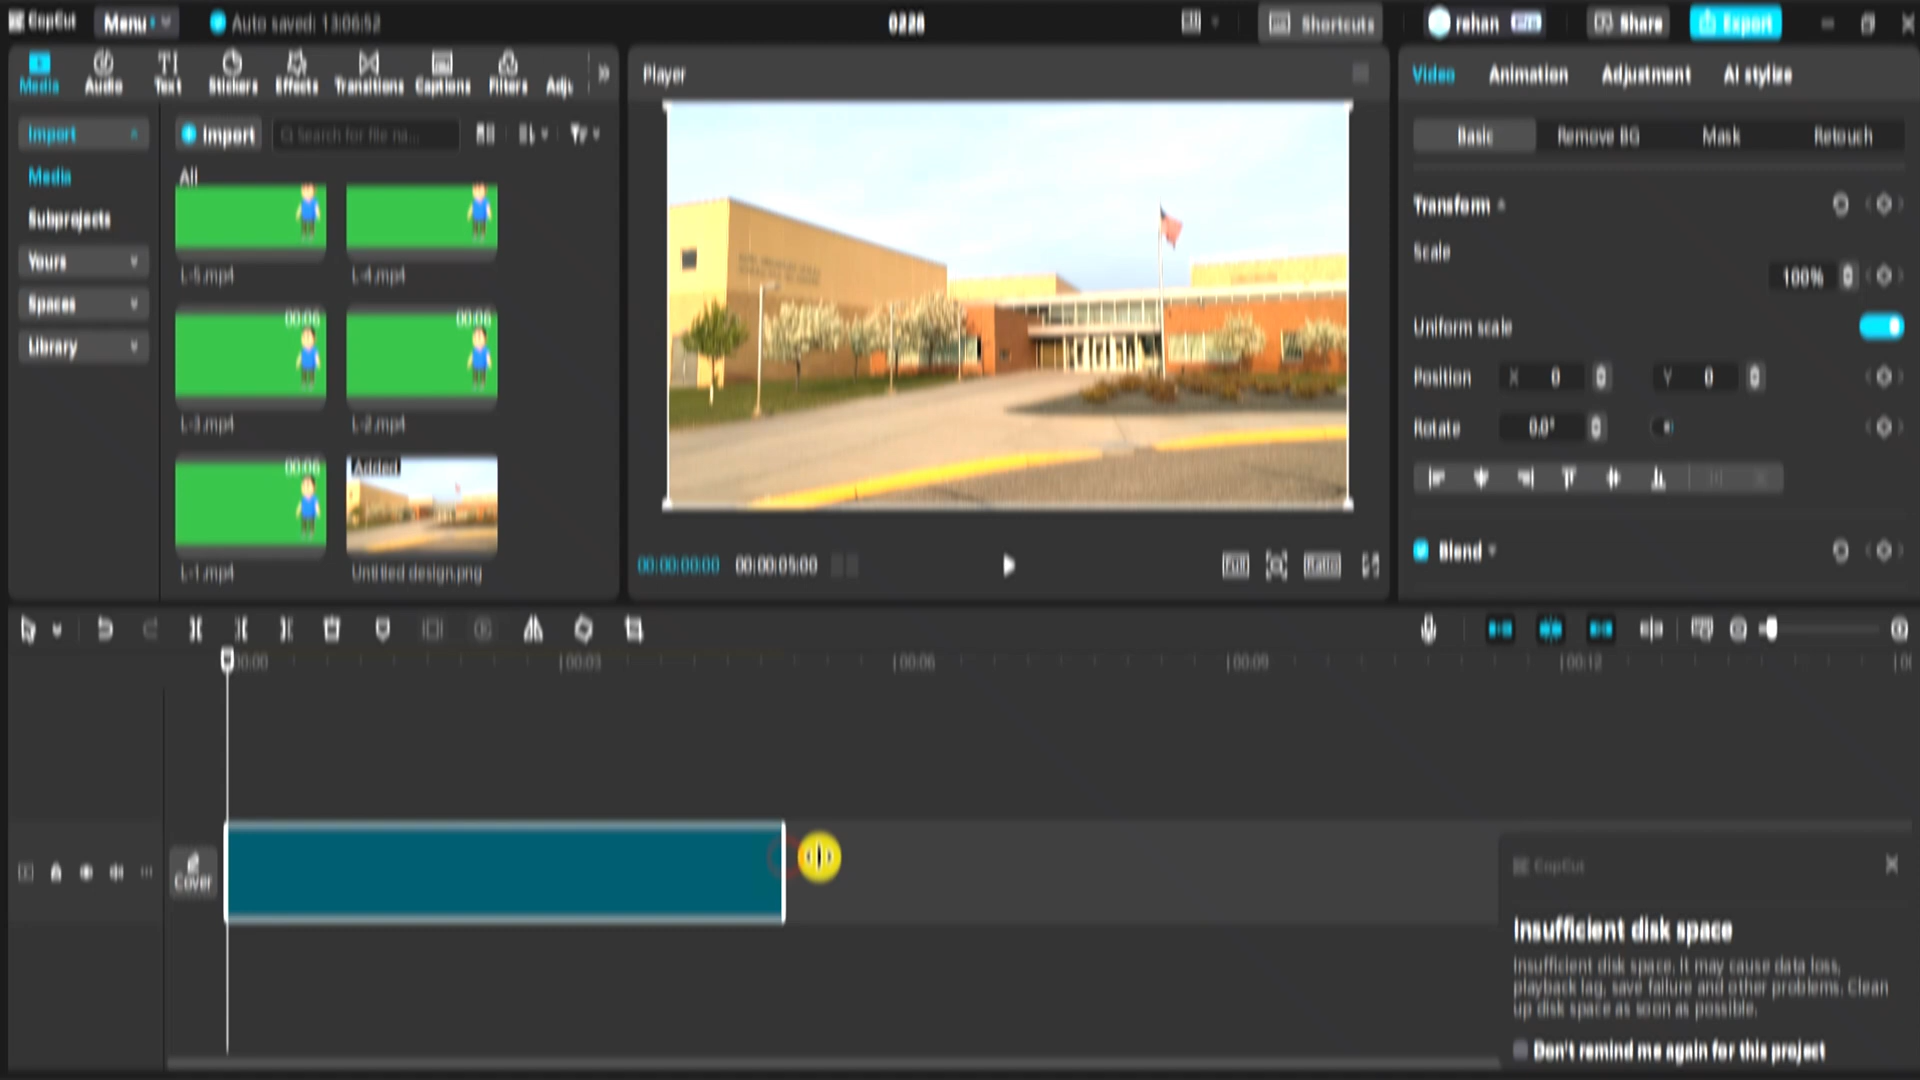 CapCut
Menu
Auto saved: 13:06:52
0226
Shortcuts
rehan
Share
Export
Media
Audio
Text
Stickers
Effects
Transitions
Captions
Filters
Adju
Import
Media
Subprojects
Yours
Spaces
Library
Import
Search for file na...
All
L-5.mp4
L-4.mp4
00:06
00:06
L-3.mp4
L-2.mp4
00:06
Added
L-1.mp4
Untitled design.png
Player
00:00:00:00
00:00:05:00
Full
Ratio
Video
Animation
Adjustment
AI stylize
Basic
Remove BG
Mask
Retouch
Transform
Scale
100%
Uniform scale
Position
X 0
Y 0
Rotate
0.0°
Blend
00:00
00:03
00:06
00:09
00:12
Cover
CapCut
Insufficient disk space
Insufficient disk space. It may cause data loss,
playback lag, save failure and other problems. Clean
up disk space as soon as possible.
Don't remind me again for this project